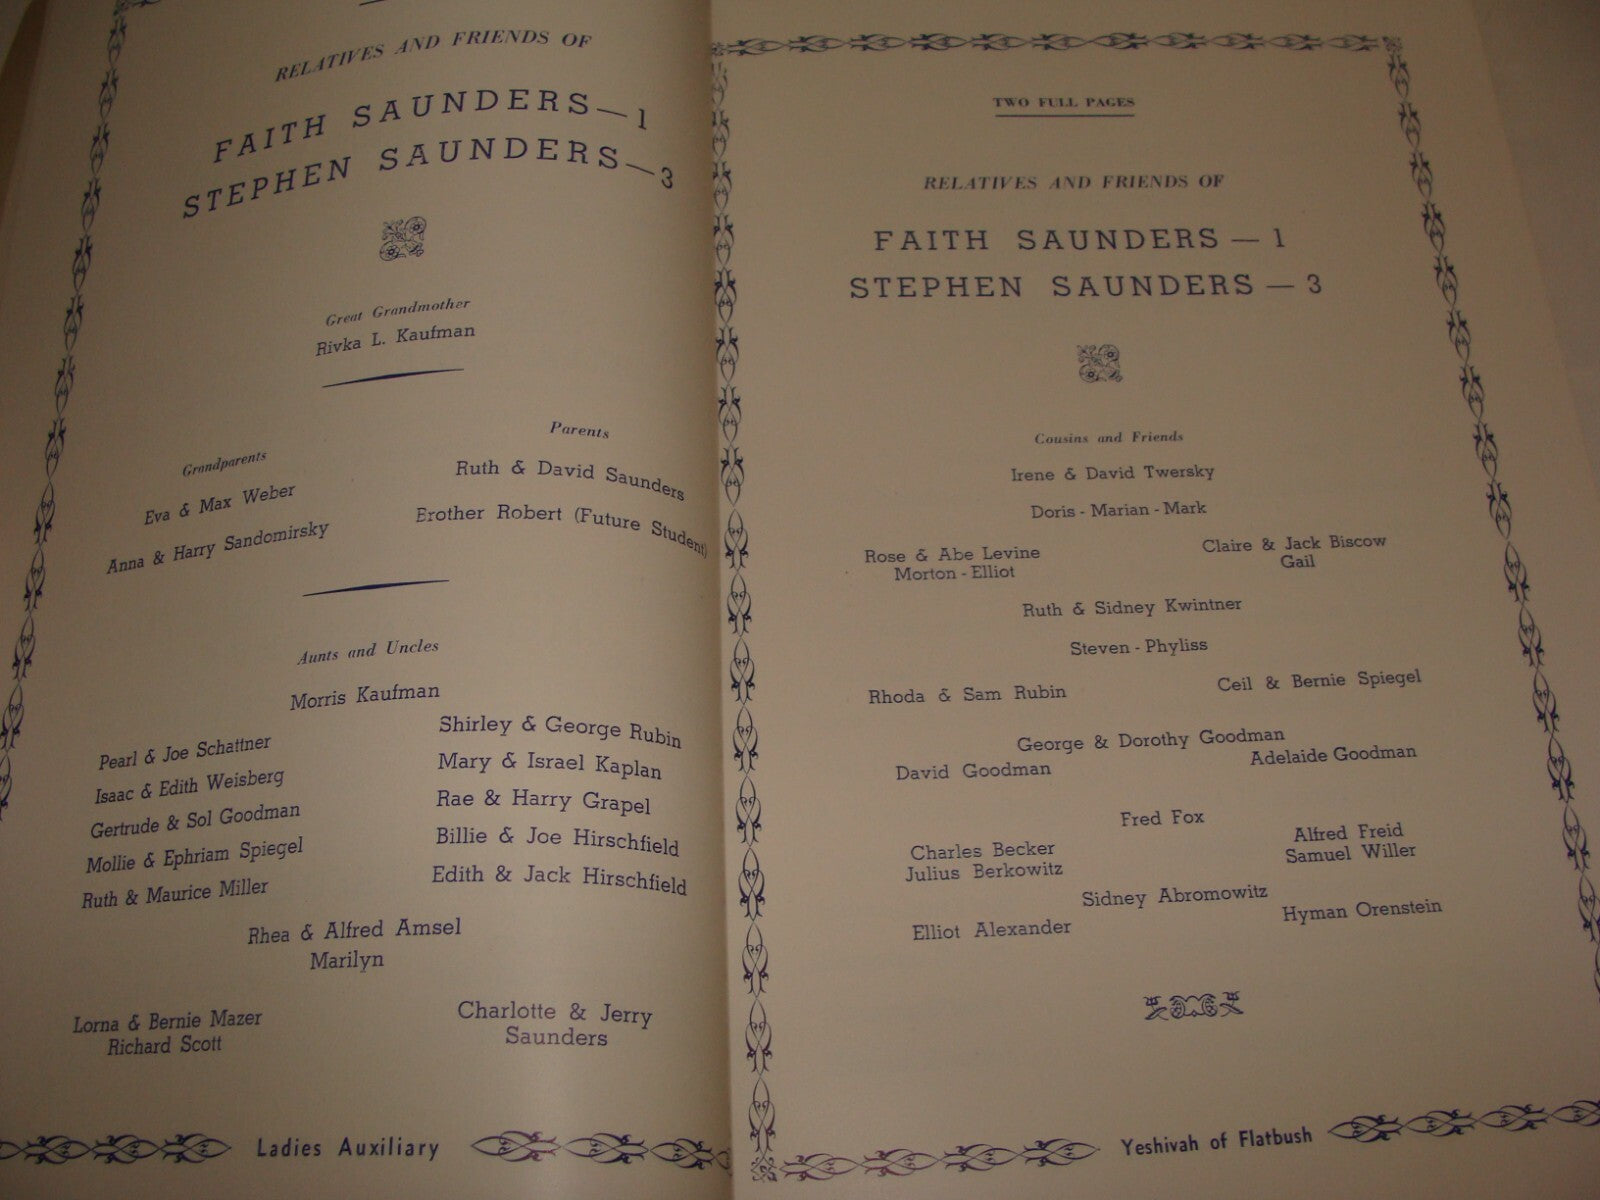 RELATIVES AND FRIENDS OF
FAITH SAUNDERS — 1
STEPHEN SAUNDERS — 3
Great Grandmother
Rivka L. Kaufman
Grandparents
Eva & Max Weber
Anna & Harry Sandomirsky
Parents
Ruth & David Saunders
Brother Robert (Future Student)
Aunts and Uncles
Morris Kaufman
Pearl & Joe Schattner
Isaac & Edith Weisberg
Gertrude & Sol Goodman
Mollie & Ephriam Spiegel
Ruth & Maurice Miller
Shirley & George Rubin
Mary & Israel Kaplan
Rae & Harry Grapel
Billie & Joe Hirschfield
Edith & Jack Hirschfield
Rhea & Alfred Amsel
Marilyn
Lorna & Bernie Mazer
Richard Scott
Charlotte & Jerry
Saunders
Ladies Auxiliary
TWO FULL PAGES
RELATIVES AND FRIENDS OF
FAITH SAUNDERS — 1
STEPHEN SAUNDERS — 3
Cousins and Friends
Irene & David Twersky
Doris - Marian - Mark
Rose & Abe Levine
Morton - Elliot
Claire & Jack Biscow
Gail
Ruth & Sidney Kwintner
Steven - Phyliss
Rhoda & Sam Rubin
Ceil & Bernie Spiegel
George & Dorothy Goodman
David Goodman
Adelaide Goodman
Fred Fox
Charles Becker
Julius Berkowitz
Alfred Freid
Samuel Willer
Sidney Abromowitz
Elliot Alexander
Hyman Orenstein
Yeshivah of Flatbush